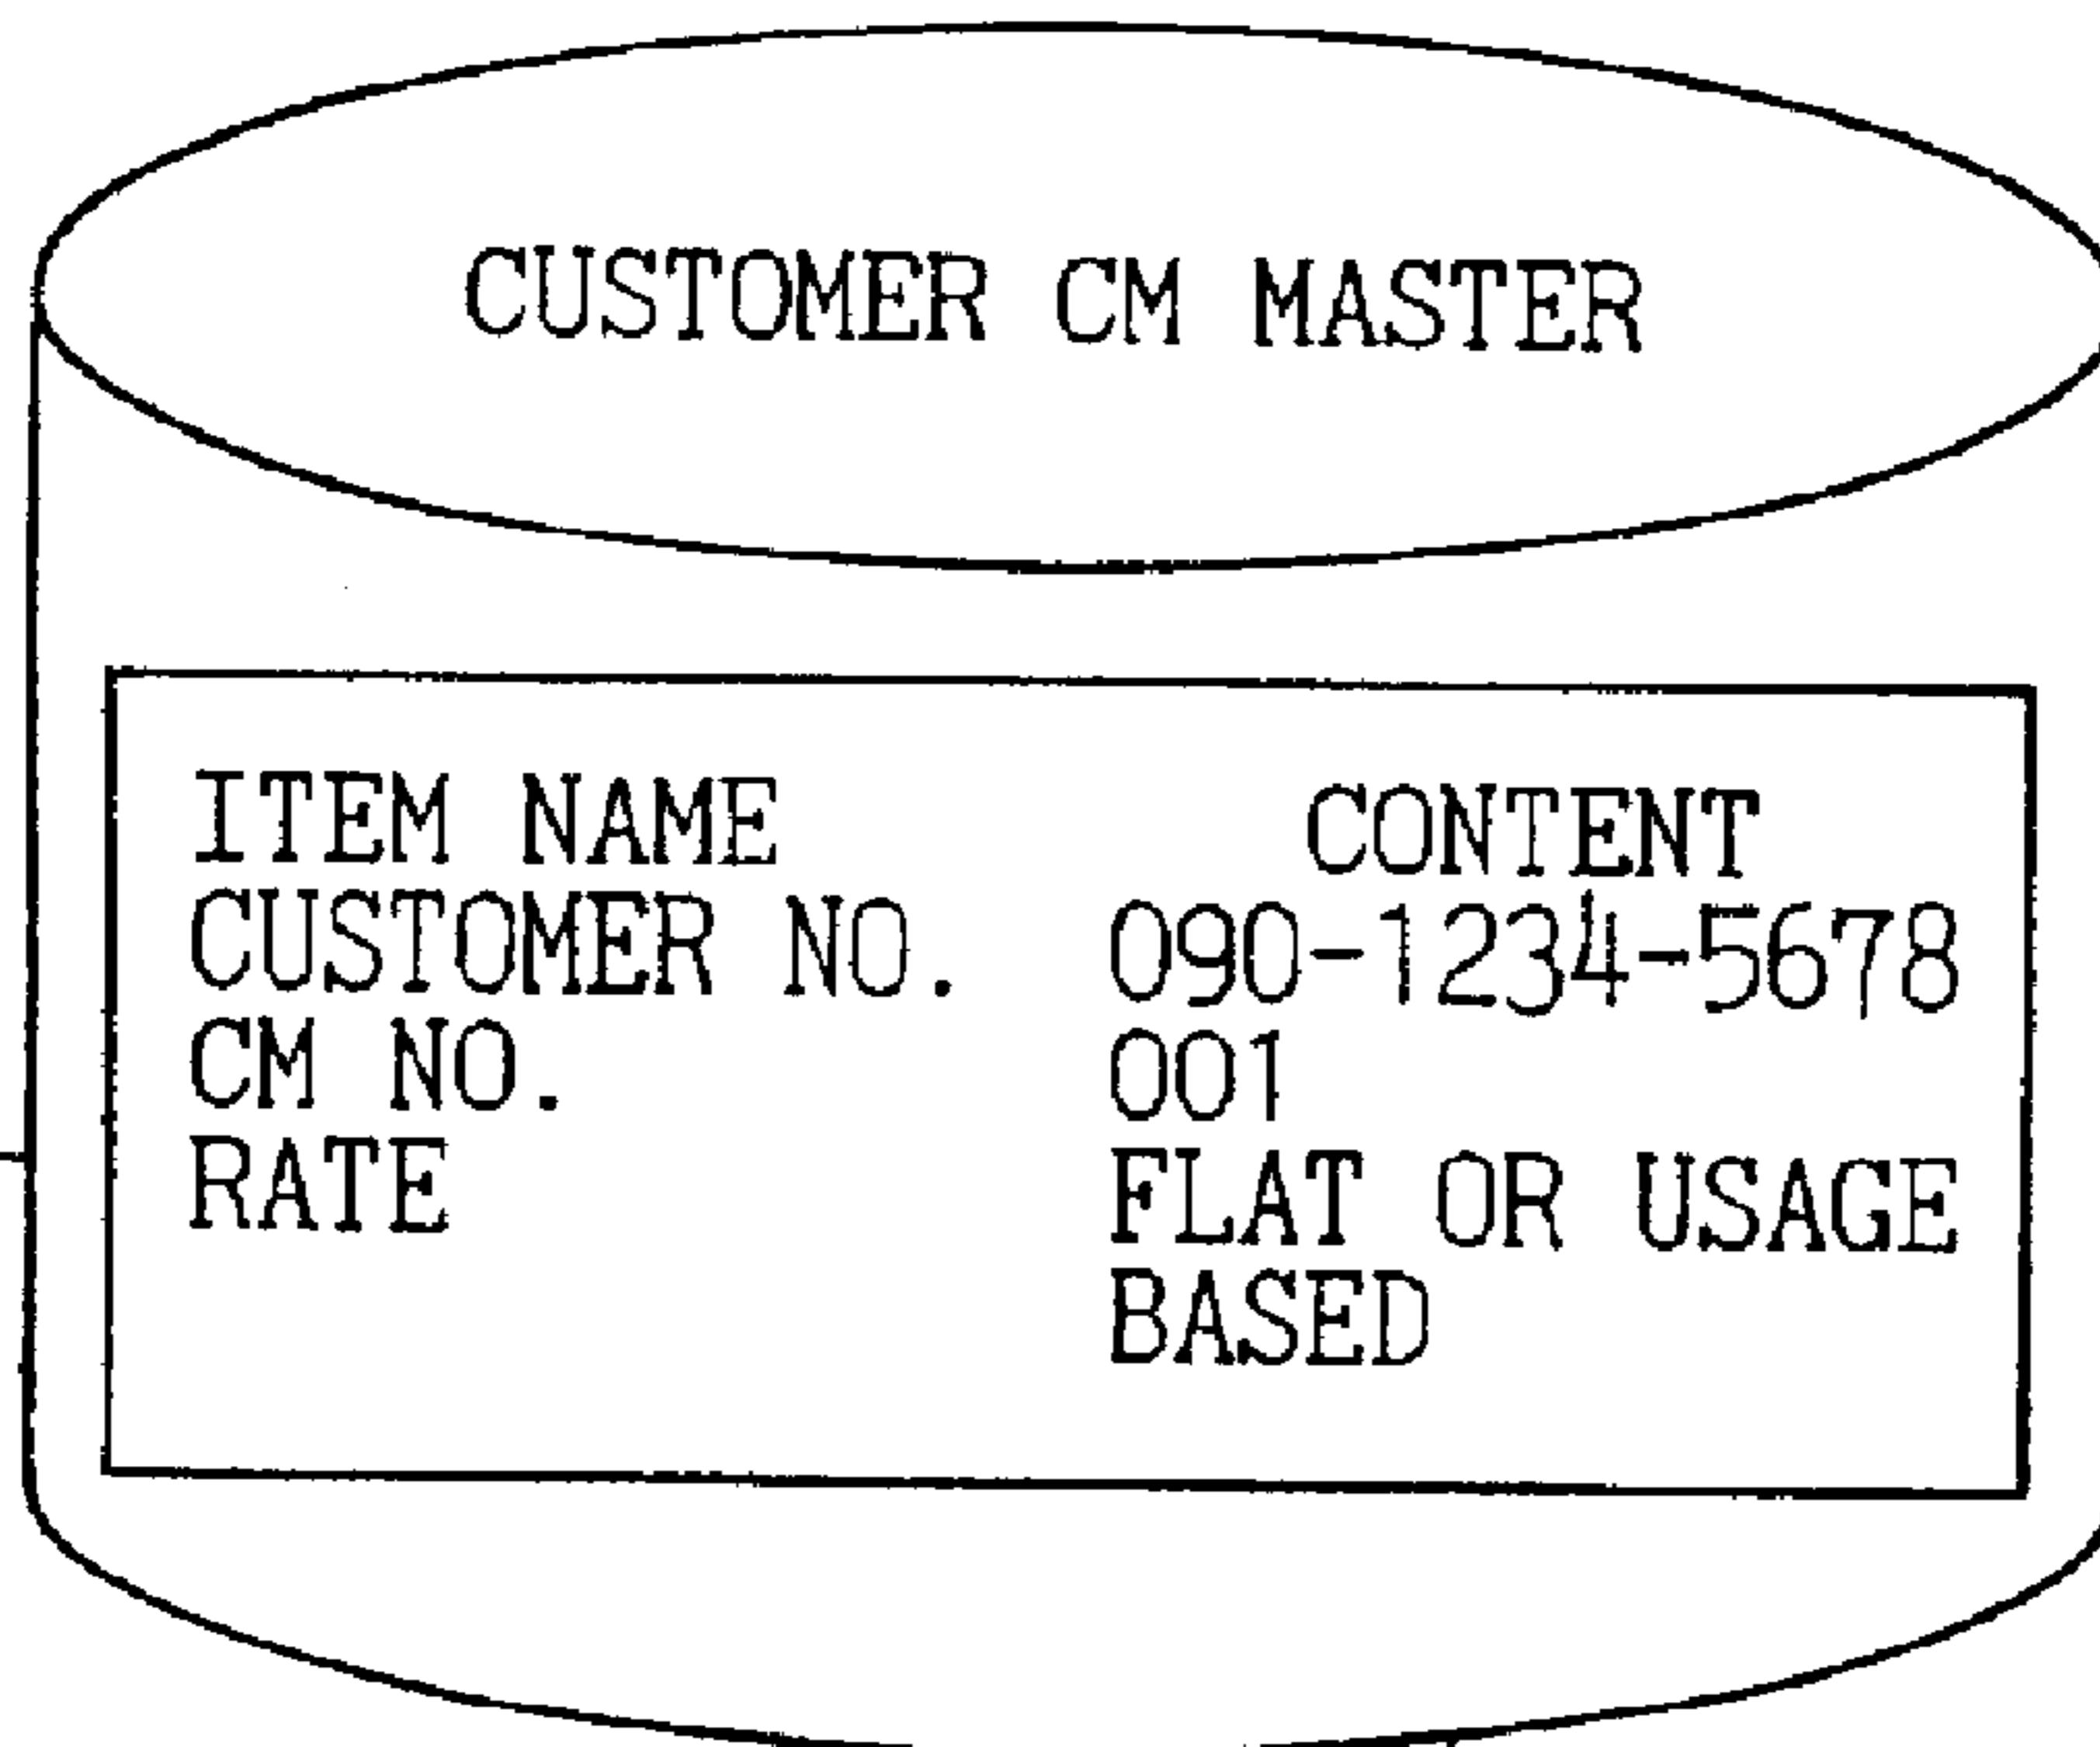 CUSTOMER CM MASTER
ITEM NAME CONTENT
CUSTOMER NO. 090-1234-5678
CM NO. 001
RATE FLAT OR USAGE
BASED